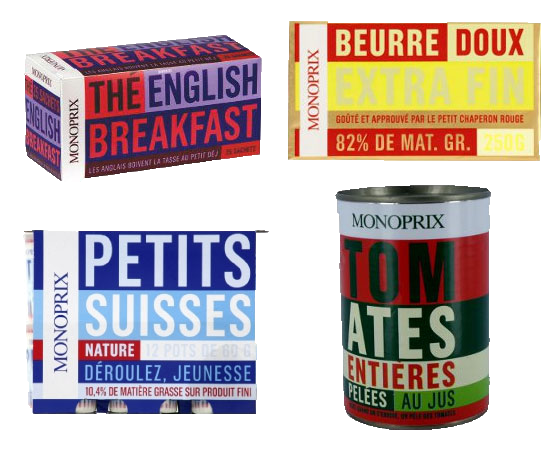 MONOPRIX
THÉ ENGLISH
BREAKFAST
LES ANGLAIS BOIVENT LA TASSE AU PETIT DÉJ
25 SACHETS
ENGLISH
BREAKFAST
MONOPRIX
MONOPRIX
BEURRE DOUX
EXTRA FIN
GOÛTÉ ET APPROUVÉ PAR LE PETIT CHAPERON ROUGE
82% DE MAT. GR. 250G
MONOPRIX
PETITS
SUISSES
NATURE 12 POTS DE 60 G
DÉROULEZ, JEUNESSE
10,4% DE MATIÈRE GRASSE SUR PRODUIT FINI
MONOPRIX
TOM
ATES
ENTIÈRES
PELÉES AU JUS